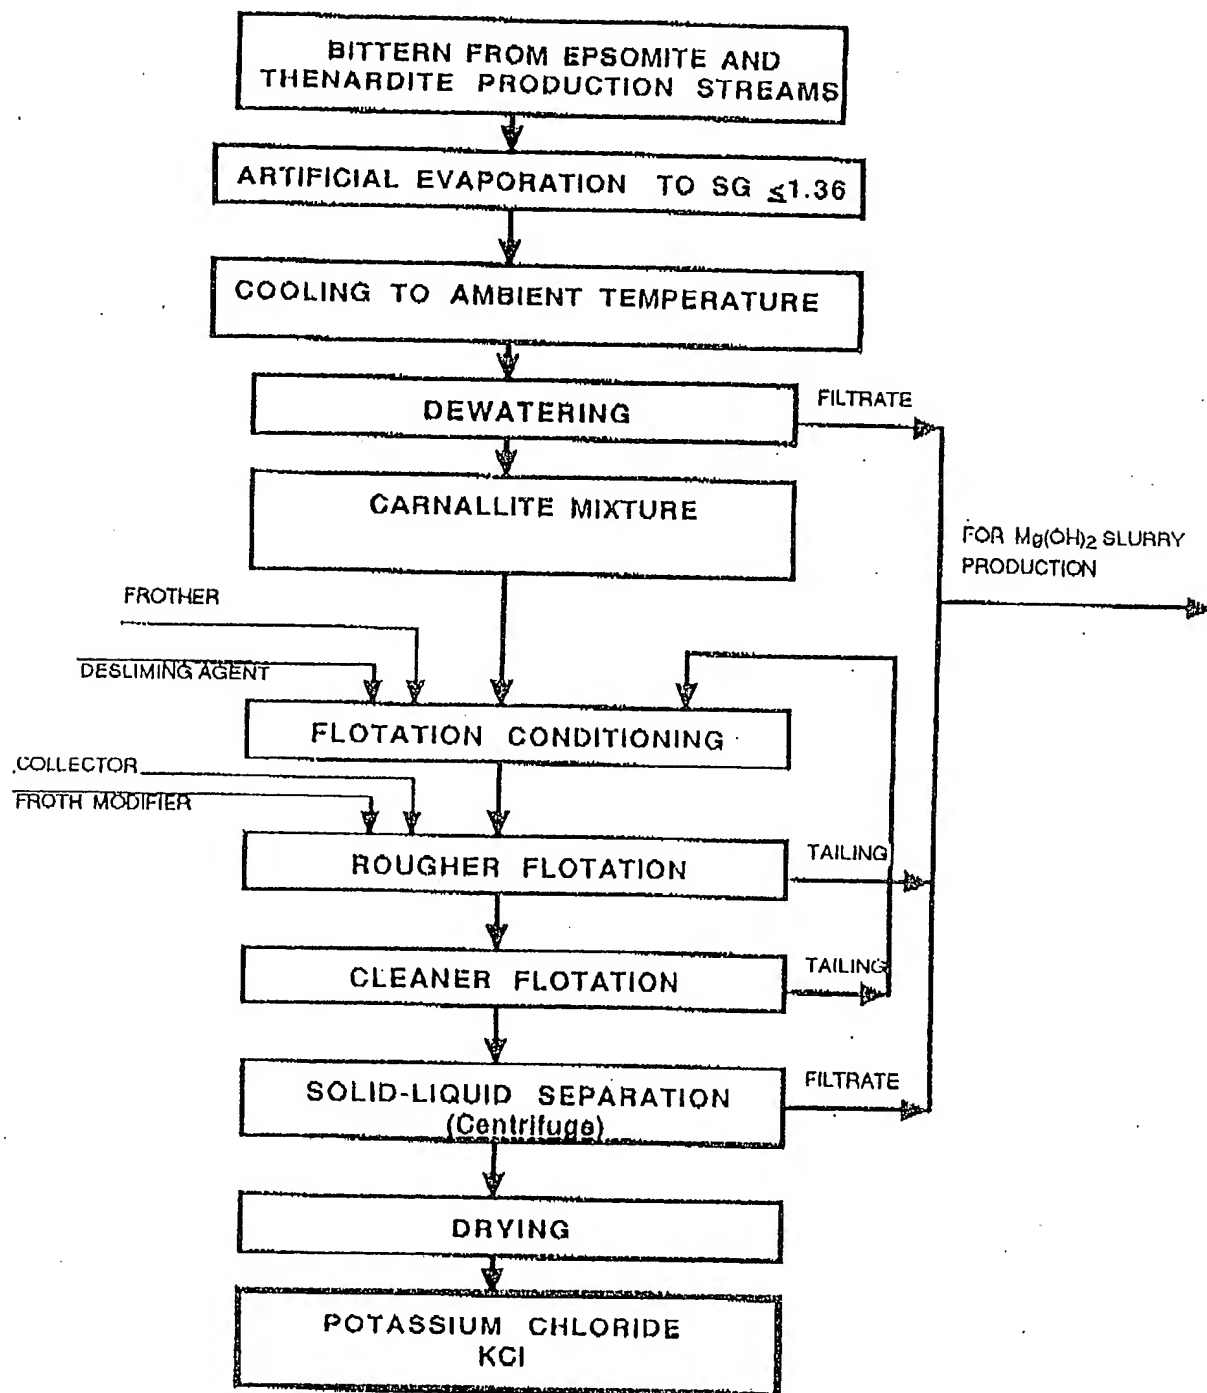 BITTERN FROM EPSOMITE AND
THENARDITE PRODUCTION STREAMS
ARTIFICIAL EVAPORATION TO SG ≤1.36
COOLING TO AMBIENT TEMPERATURE
DEWATERING
FILTRATE
CARNALLITE MIXTURE
FOR Mg(OH)2 SLURRY
PRODUCTION
FROTHER
DESLIMING AGENT
FLOTATION CONDITIONING
COLLECTOR
FROTH MODIFIER
ROUGHER FLOTATION
TAILING
CLEANER FLOTATION
TAILING
SOLID-LIQUID SEPARATION
(Centrifuge)
FILTRATE
DRYING
POTASSIUM CHLORIDE
KCl